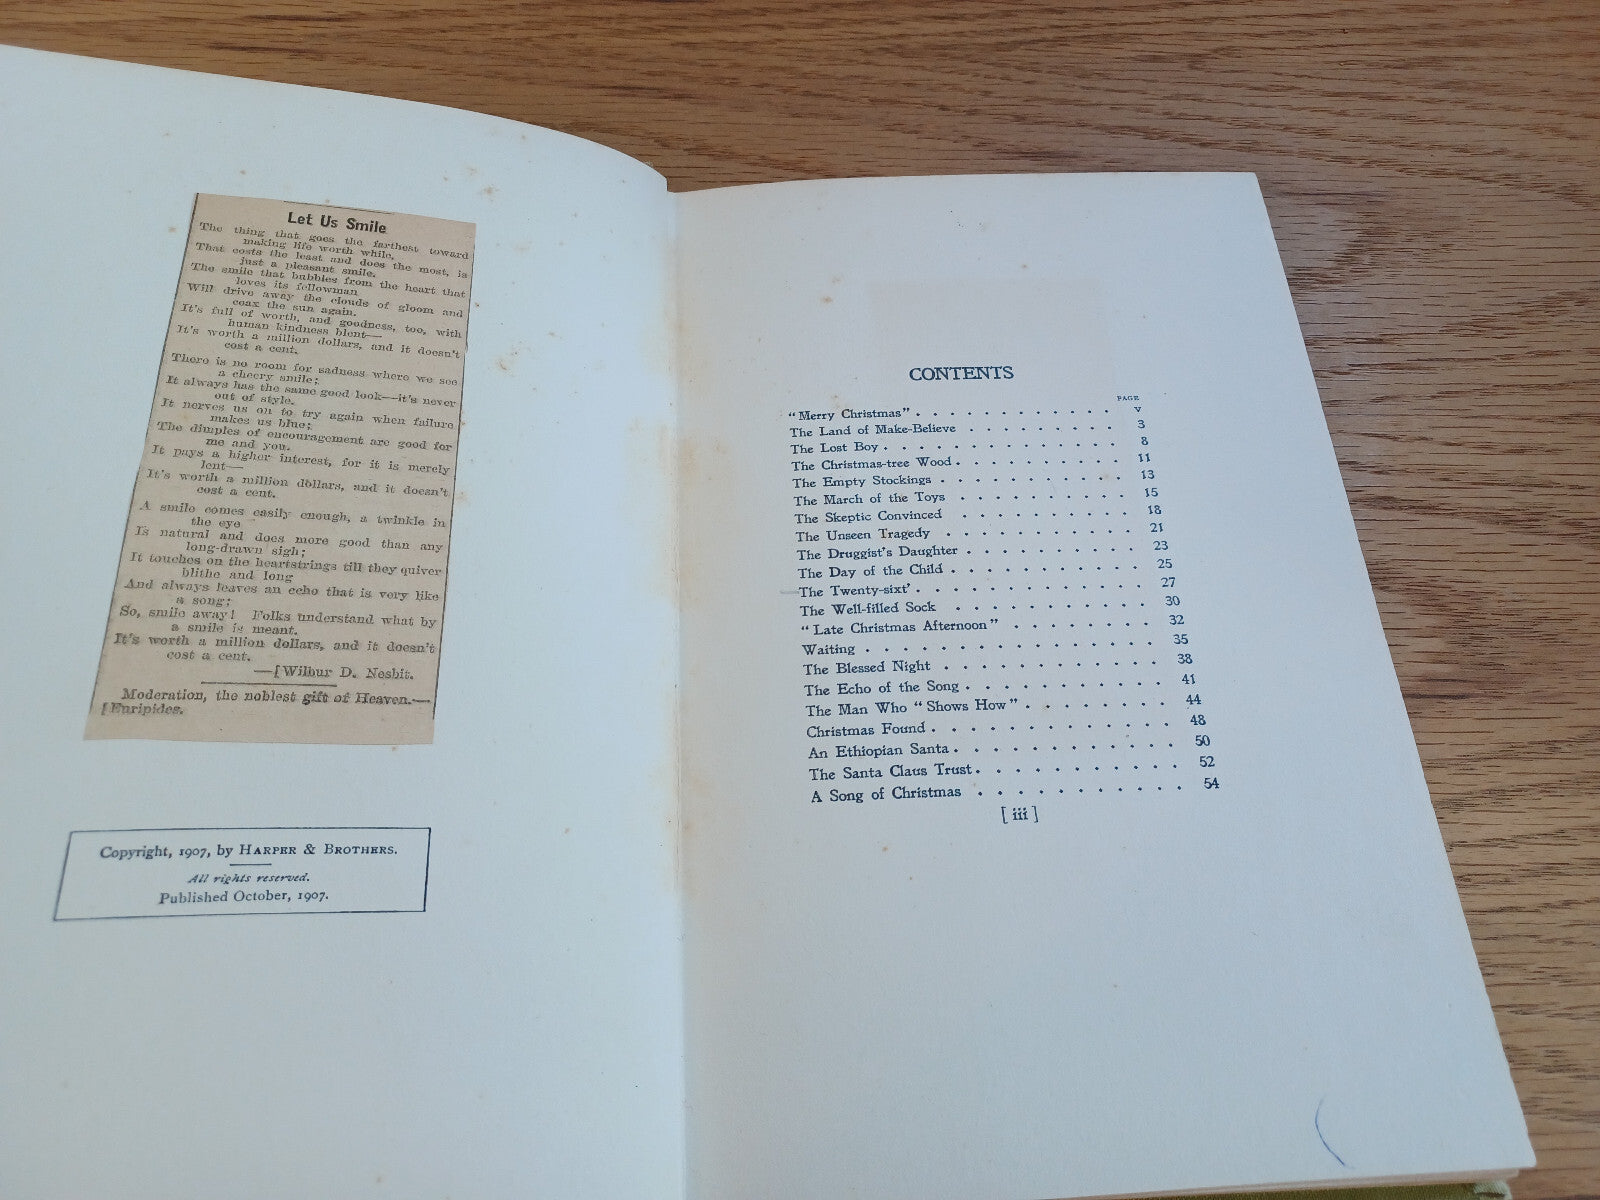 Let Us Smile
The thing that goes the farthest toward
making life worth while,
That costs the least and does the most, is
just a pleasant smile.
The smile that bubbles from the heart that
loves its fellowman
Will drive away the clouds of gloom and
coax the sun again.
It's full of worth, and goodness, too, with
human kindness blent—
It's worth a million dollars, and it doesn't
cost a cent.
There is no room for sadness where we see
a cheery smile;
It always has the same good look—it's never
out of style.
It nerves us on to try again when failure
makes us blue;
The dimples of encouragement are good for
me and you.
It pays a higher interest, for it is merely
lent—
It's worth a million dollars, and it doesn't
cost a cent.
A smile comes easily enough, a twinkle in
the eye
Is natural and does more good than any
long-drawn sigh;
It touches on the heartstrings till they quiver
blithe and long
And always leaves an echo that is very like
a song;
So, smile away! Folks understand what by
a smile is meant.
It's worth a million dollars, and it doesn't
cost a cent.
—[Wilbur D. Nesbit.
Moderation, the noblest gift of Heaven.—
[Euripides.
Copyright, 1907, by HARPER & BROTHERS.
All rights reserved.
Published October, 1907.
CONTENTS
PAGE
"Merry Christmas" . . . . . . . . . . . . v
The Land of Make-Believe . . . . . . . . . 3
The Lost Boy . . . . . . . . . . . . . 8
The Christmas-tree Wood . . . . . . . . . . 11
The Empty Stockings . . . . . . . . . . 13
The March of the Toys . . . . . . . . . . 15
The Skeptic Convinced . . . . . . . . . . 18
The Unseen Tragedy . . . . . . . . . . . 21
The Druggist's Daughter . . . . . . . . . . 23
The Day of the Child . . . . . . . . . . . 25
The Twenty-sixt' . . . . . . . . . . . . 27
The Well-filled Sock . . . . . . . . . . . 30
"Late Christmas Afternoon" . . . . . . . . 32
Waiting . . . . . . . . . . . . . . . 35
The Blessed Night . . . . . . . . . . . . 38
The Echo of the Song . . . . . . . . . . . 41
The Man Who "Shows How" . . . . . . . . 44
Christmas Found . . . . . . . . . . . . 48
An Ethiopian Santa . . . . . . . . . . . 50
The Santa Claus Trust . . . . . . . . . . . 52
A Song of Christmas . . . . . . . . . . . 54
[ iii ]